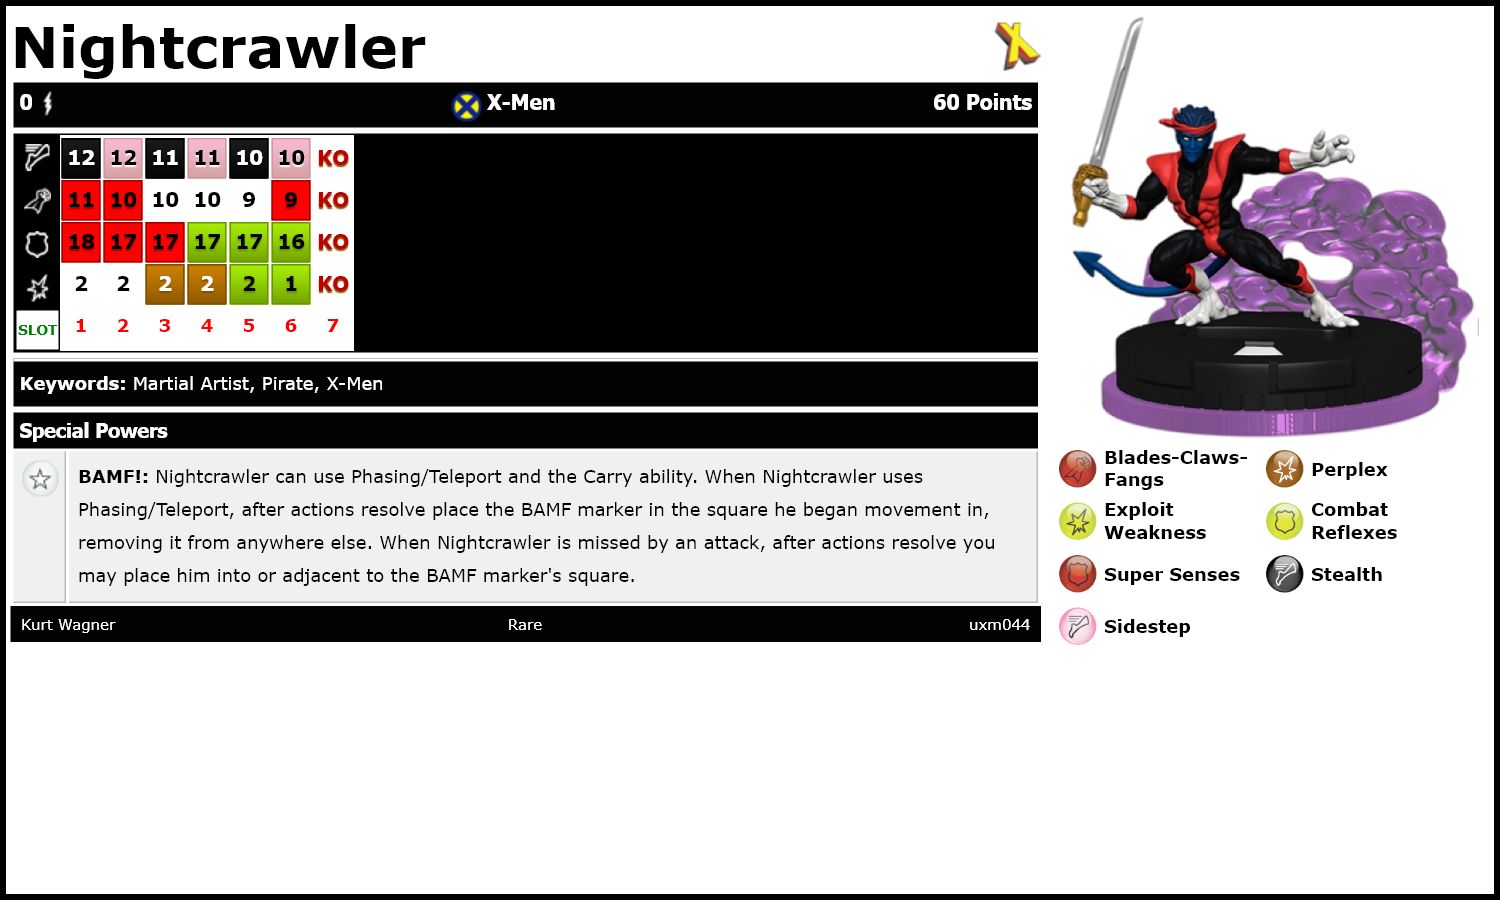 Nightcrawler
X
0 X-Men 60 Points
12 12 11 11 10 10 KO
11 10 10 10 9 9 KO
18 17 17 17 17 16 KO
2 2 2 2 2 1 KO
SLOT 1 2 3 4 5 6 7
Keywords: Martial Artist, Pirate, X-Men
Special Powers
BAMF!: Nightcrawler can use Phasing/Teleport and the Carry ability. When Nightcrawler uses
Phasing/Teleport, after actions resolve place the BAMF marker in the square he began movement in,
removing it from anywhere else. When Nightcrawler is missed by an attack, after actions resolve you
may place him into or adjacent to the BAMF marker's square.
Kurt Wagner Rare uxm044
Blades-Claws-
Fangs
Perplex
Exploit
Weakness
Combat
Reflexes
Super Senses
Stealth
Sidestep